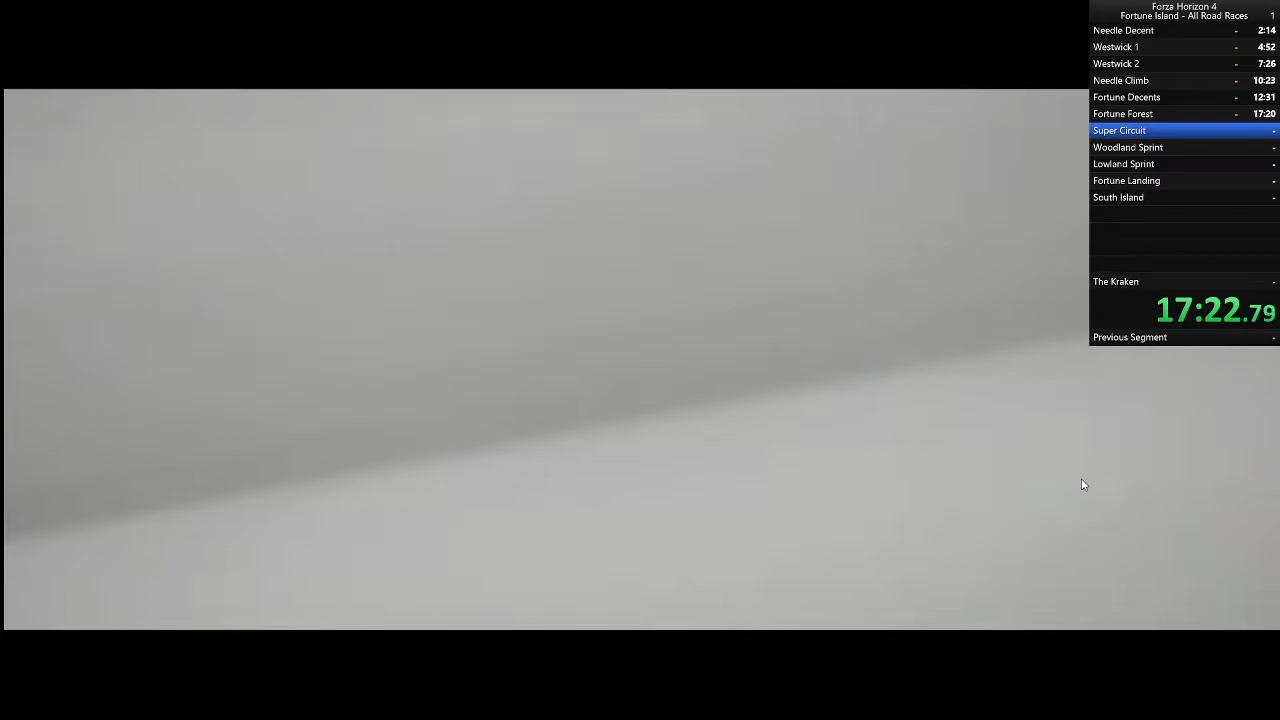 Forza Horizon 4
Fortune Island - All Road Races 1
Needle Decent - 2:14
Westwick 1 - 4:52
Westwick 2 - 7:26
Needle Climb - 10:23
Fortune Decents - 12:31
Fortune Forest - 17:20
Super Circuit -
Woodland Sprint -
Lowland Sprint -
Fortune Landing -
South Island -
The Kraken -
17:22.79
Previous Segment -